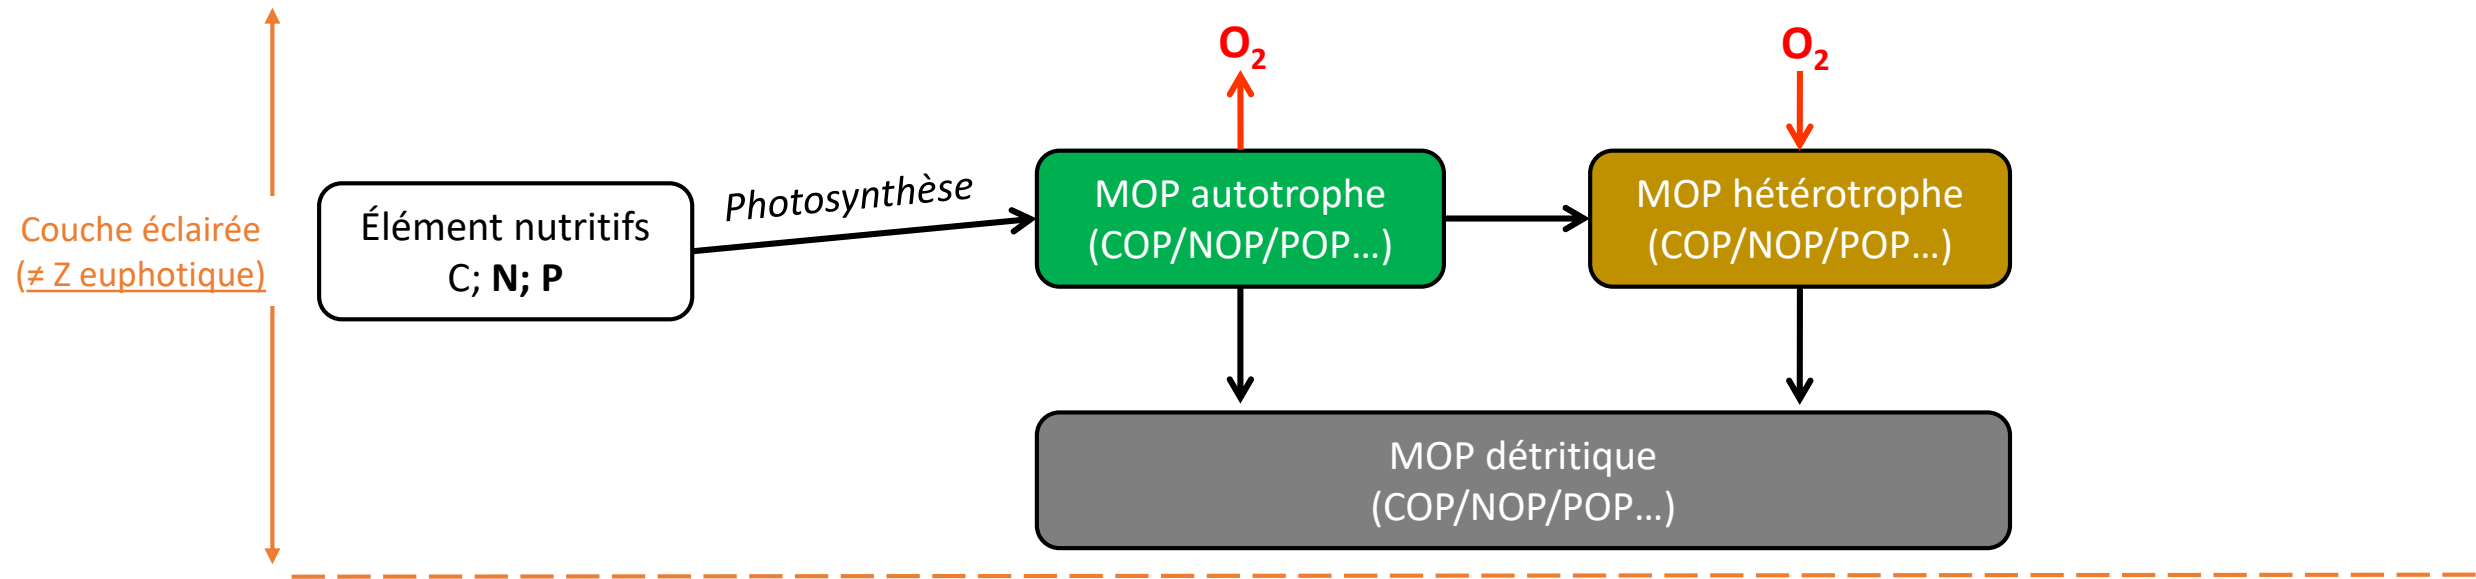 Couche éclairée
(≠ Z euphotique)
Élément nutritifs
C; N; P
Photosynthèse
O₂
MOP autotrophe
(COP/NOP/POP...)
O₂
MOP hétérotrophe
(COP/NOP/POP...)
MOP détritique
(COP/NOP/POP...)